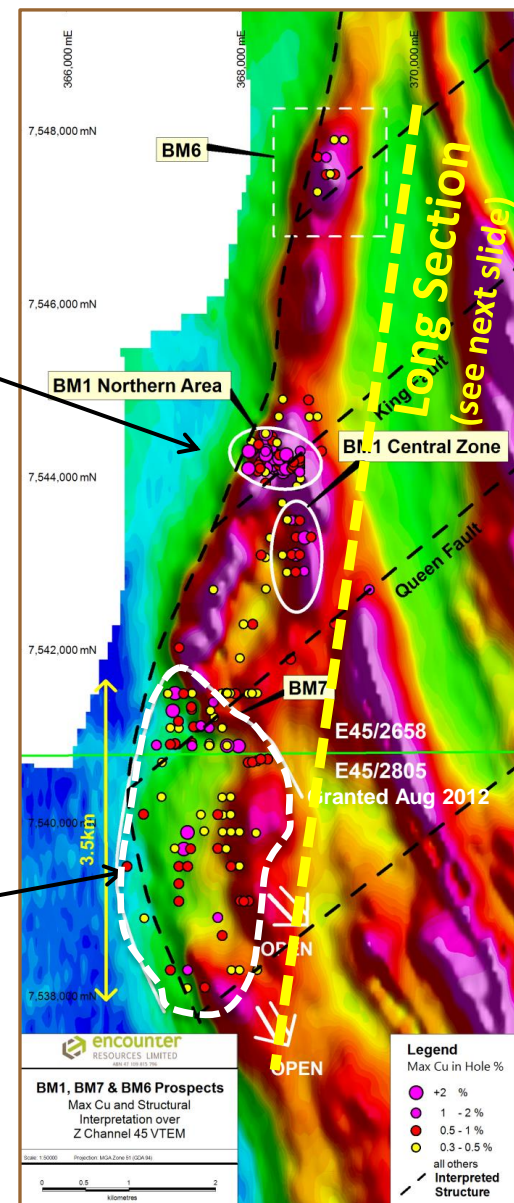 366,000 mE
368,000 mE
370,000 mE
7,548,000 mN
BM6
Long Section
(see next slide)
7,546,000 mN
BM1 Northern Area
King Fault
BM1 Central Zone
7,544,000 mN
Queen Fault
7,542,000 mN
BM7
E45/2658
E45/2805
Granted Aug 2012
7,540,000 mN
3.5km
OPEN
7,538,000 mN
OPEN
encounter
RESOURCES LIMITED
BM1, BM7 & BM6 Prospects
Max Cu and Structural
Interpretation over
Z Channel 45 VTEM
Scale: 1:50000 Projection: MGA Zone 51 (GDA 94)
0 0.5 1 2
kilometres
Legend
Max Cu in Hole %
+2 %
1 - 2 %
0.5 - 1 %
0.3 - 0.5 %
all others
Interpreted
Structure